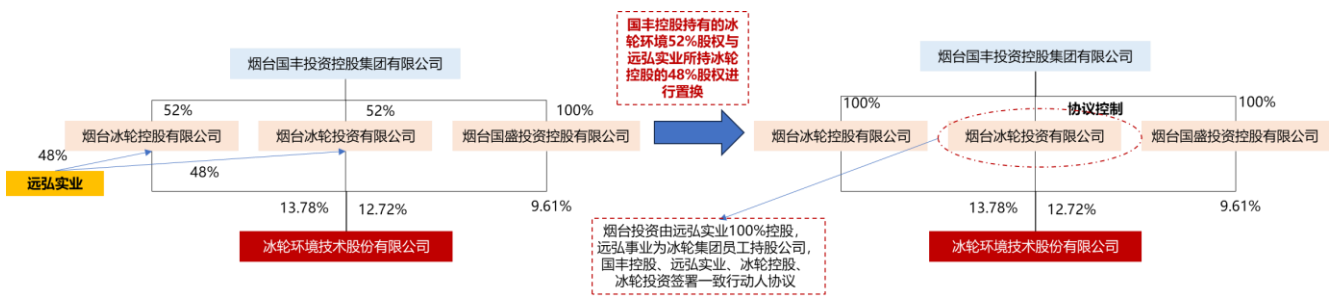 烟台国丰投资控股集团有限公司
52%
52%
100%
烟台冰轮控股有限公司
烟台冰轮投资有限公司
烟台国盛投资控股有限公司
48%
48%
远弘实业
13.78%
12.72%
9.61%
冰轮环境技术股份有限公司
国丰控股持有的冰
轮环境52%股权与
远弘实业所持冰轮
控股的48%股权进
行置换
烟台国丰投资控股集团有限公司
100%
协议控制
100%
烟台冰轮控股有限公司
烟台冰轮投资有限公司
烟台国盛投资控股有限公司
13.78%
12.72%
9.61%
冰轮环境技术股份有限公司
烟台投资由远弘实业100%控股，
远弘事业为冰轮集团员工持股公司，
国丰控股、远弘实业、冰轮控股、
冰轮投资签署一致行动人协议